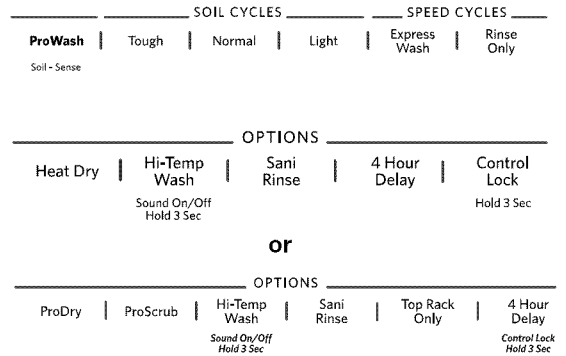 SOIL CYCLES SPEED CYCLES
ProWash | Tough | Normal | Light | Express Wash | Rinse Only
Soil - Sense
OPTIONS
Heat Dry | Hi-Temp Wash | Sani Rinse | 4 Hour Delay | Control Lock
Sound On/Off Hold 3 Sec Hold 3 Sec
or
OPTIONS
ProDry | ProScrub | Hi-Temp Wash | Sani Rinse | Top Rack Only | 4 Hour Delay
Sound On/Off Hold 3 Sec Control Lock Hold 3 Sec